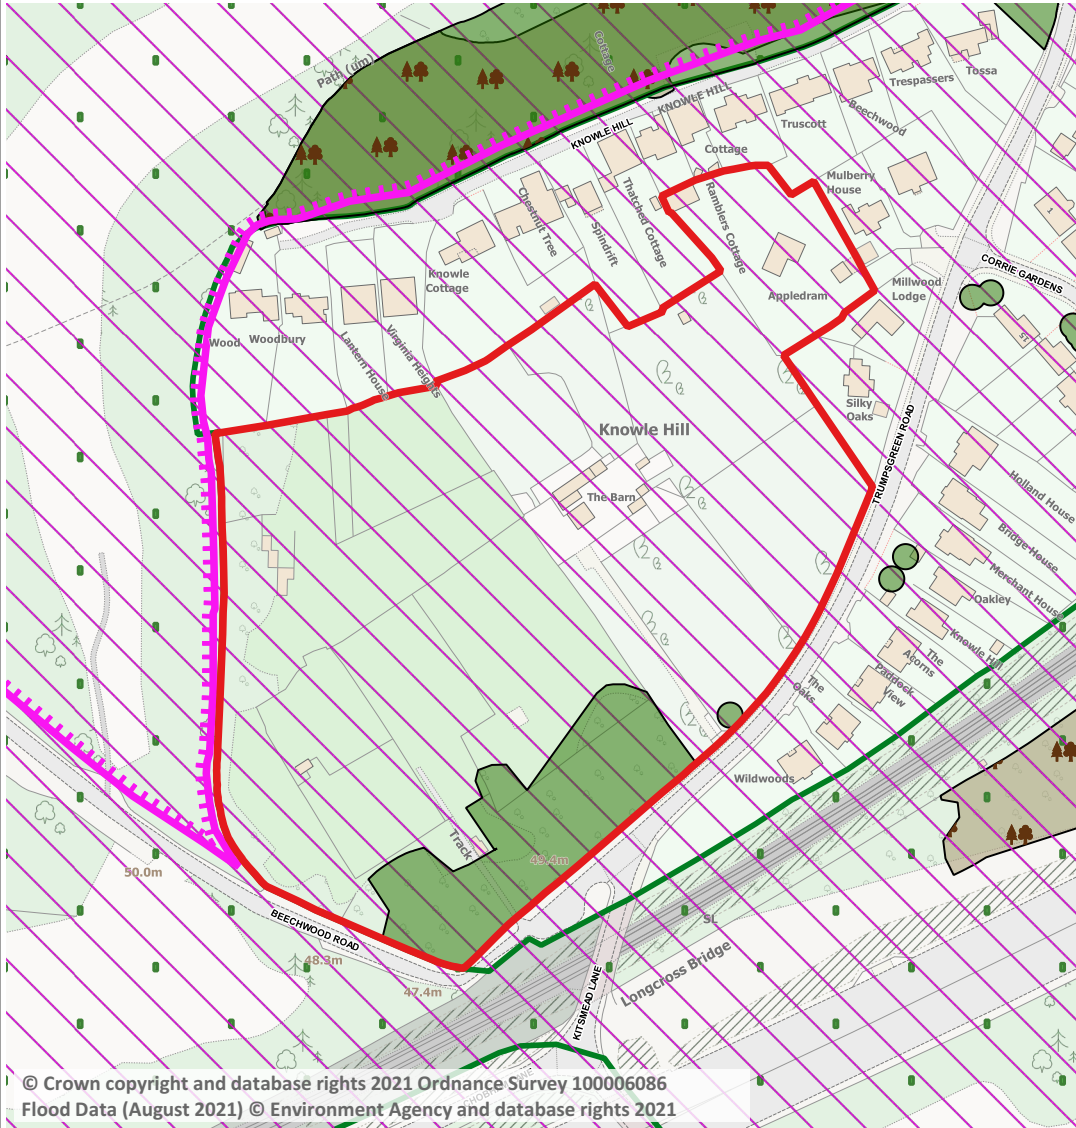 Path (um)
Cottage
KNOWLE HILL
KNOWLE HILL
Trespassers
Tossa
Beechwood
Truscott
Cottage
Mulberry
House
Chestnut Tree
Spindrift
Thatched Cottage
Ramblers Cottage
Knowle
Cottage
Appledram
Millwood
Lodge
CORRIE GARDENS
1
15
Wood
Woodbury
Lantern House
Virginia Heights
Silky
Oaks
Knowle Hill
TRUMPSGREEN ROAD
The Barn
Holland House
Bridge House
Merchant House
Oakley
Knowle Hill
The
Acorns
Paddock
View
The
Oaks
Wildwoods
Track
49.4m
50.0m
BEECHWOOD ROAD
48.3m
47.4m
SL
Longcross Bridge
KITSMEAD LANE
© Crown copyright and database rights 2021 Ordnance Survey 100006086
Flood Data (August 2021) © Environment Agency and database rights 2021